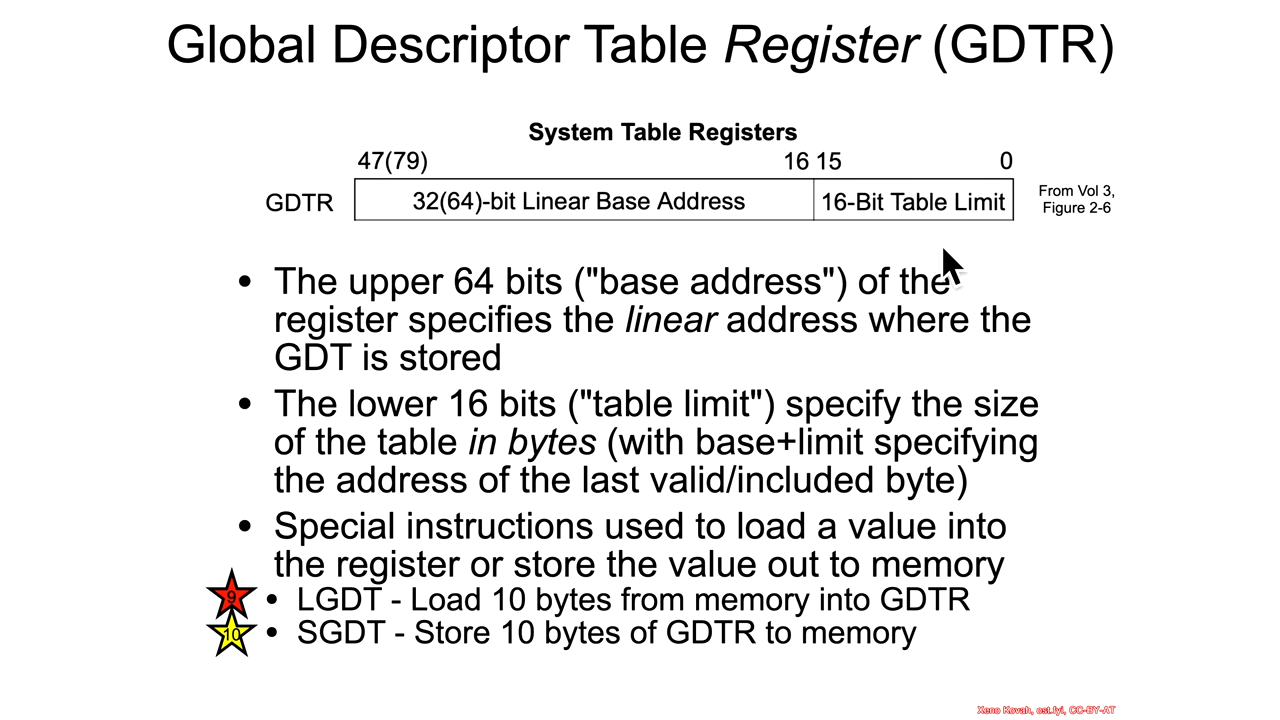 Global Descriptor Table Register (GDTR)
System Table Registers
47(79) 16 15 0
GDTR 32(64)-bit Linear Base Address 16-Bit Table Limit
From Vol 3,
Figure 2-6
• The upper 64 bits ("base address") of the
register specifies the linear address where the
GDT is stored
• The lower 16 bits ("table limit") specify the size
of the table in bytes (with base+limit specifying
the address of the last valid/included byte)
• Special instructions used to load a value into
the register or store the value out to memory
9 • LGDT - Load 10 bytes from memory into GDTR
10 • SGDT - Store 10 bytes of GDTR to memory
Xeno Kovah, ost.fyi, CC-BY-AT